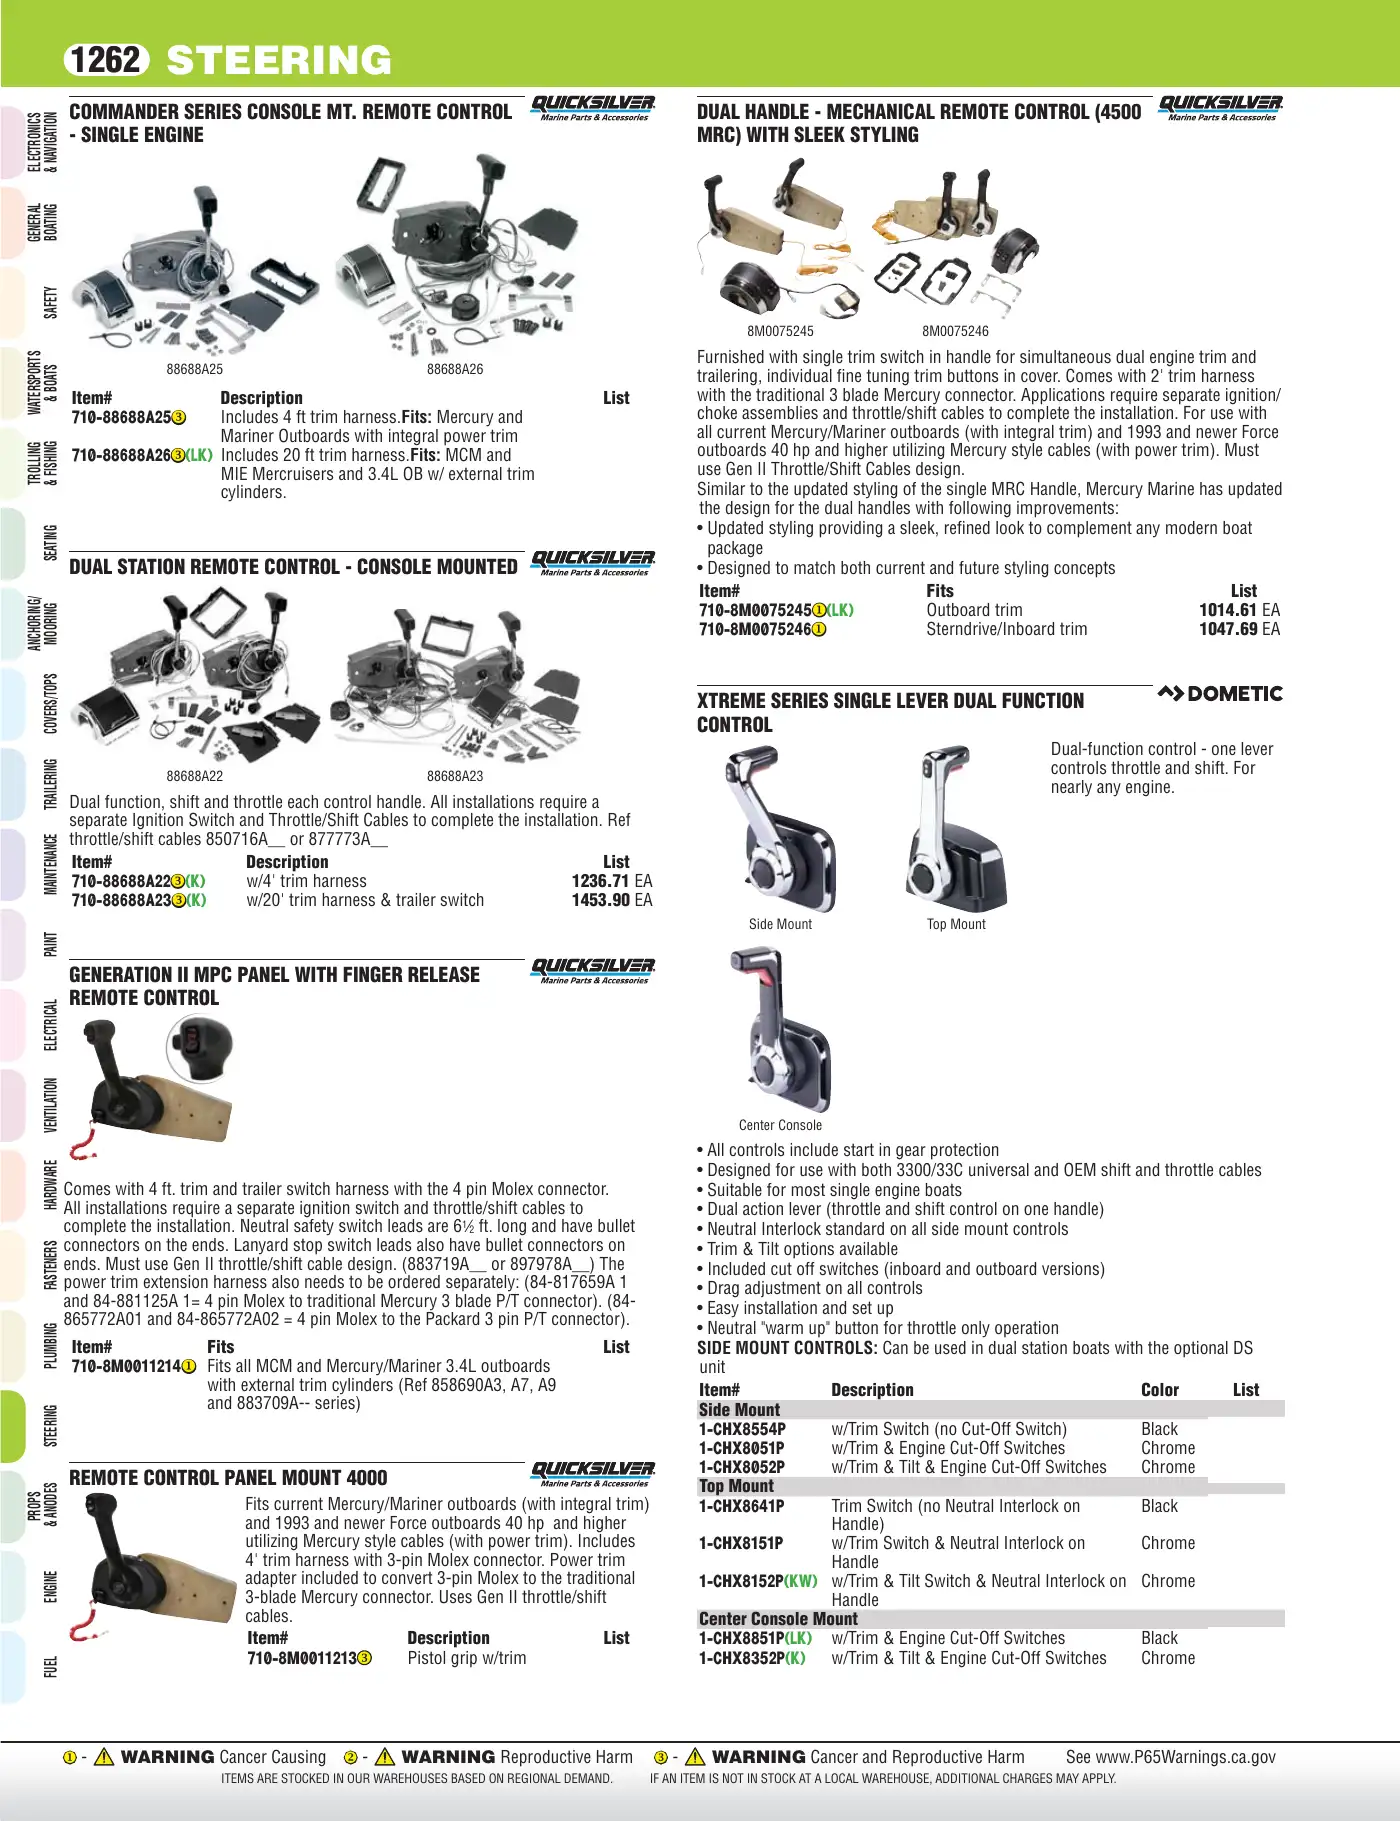 1262 STEERING
ELECTRONICS
& NAVIGATION
GENERAL
BOATING
SAFETY
WATERSPORTS
& BOATS
TROLLING
& FISHING
SEATING
ANCHORING/
MOORING
COVERS/TOPS
TRAILERING
MAINTENANCE
PAINT
ELECTRICAL
VENTILATION
HARDWARE
FASTENERS
PLUMBING
STEERING
PROPS
& ANODES
ENGINE
FUEL
COMMANDER SERIES CONSOLE MT. REMOTE CONTROL
- SINGLE ENGINE
QUICKSILVER
Marine Parts & Accessories
88688A25 88688A26
Item# Description List
710-88688A25 3 Includes 4 ft trim harness.Fits: Mercury and
Mariner Outboards with integral power trim
710-88688A26 3 (LK) Includes 20 ft trim harness.Fits: MCM and
MIE Mercruisers and 3.4L OB w/ external trim
cylinders.
DUAL STATION REMOTE CONTROL - CONSOLE MOUNTED
QUICKSILVER
Marine Parts & Accessories
88688A22 88688A23
Dual function, shift and throttle each control handle. All installations require a
separate Ignition Switch and Throttle/Shift Cables to complete the installation. Ref
throttle/shift cables 850716A__ or 877773A__
Item# Description List
710-88688A22 3 (K) w/4' trim harness 1236.71 EA
710-88688A23 3 (K) w/20' trim harness & trailer switch 1453.90 EA
GENERATION II MPC PANEL WITH FINGER RELEASE
REMOTE CONTROL
QUICKSILVER
Marine Parts & Accessories
Comes with 4 ft. trim and trailer switch harness with the 4 pin Molex connector.
All installations require a separate ignition switch and throttle/shift cables to
complete the installation. Neutral safety switch leads are 6½ ft. long and have bullet
connectors on the ends. Lanyard stop switch leads also have bullet connectors on
ends. Must use Gen II throttle/shift cable design. (883719A__ or 897978A__) The
power trim extension harness also needs to be ordered separately: (84-817659A 1
and 84-881125A 1= 4 pin Molex to traditional Mercury 3 blade P/T connector). (84-
865772A01 and 84-865772A02 = 4 pin Molex to the Packard 3 pin P/T connector).
Item# Fits List
710-8M0011214 1 Fits all MCM and Mercury/Mariner 3.4L outboards
with external trim cylinders (Ref 858690A3, A7, A9
and 883709A-- series)
REMOTE CONTROL PANEL MOUNT 4000
QUICKSILVER
Marine Parts & Accessories
Fits current Mercury/Mariner outboards (with integral trim)
and 1993 and newer Force outboards 40 hp and higher
utilizing Mercury style cables (with power trim). Includes
4' trim harness with 3-pin Molex connector. Power trim
adapter included to convert 3-pin Molex to the traditional
3-blade Mercury connector. Uses Gen II throttle/shift
cables.
Item# Description List
710-8M0011213 3 Pistol grip w/trim
DUAL HANDLE - MECHANICAL REMOTE CONTROL (4500
MRC) WITH SLEEK STYLING
QUICKSILVER
Marine Parts & Accessories
8M0075245 8M0075246
Furnished with single trim switch in handle for simultaneous dual engine trim and
trailering, individual fine tuning trim buttons in cover. Comes with 2' trim harness
with the traditional 3 blade Mercury connector. Applications require separate ignition/
choke assemblies and throttle/shift cables to complete the installation. For use with
all current Mercury/Mariner outboards (with integral trim) and 1993 and newer Force
outboards 40 hp and higher utilizing Mercury style cables (with power trim). Must
use Gen II Throttle/Shift Cables design.
Similar to the updated styling of the single MRC Handle, Mercury Marine has updated
the design for the dual handles with following improvements:
• Updated styling providing a sleek, refined look to complement any modern boat
package
• Designed to match both current and future styling concepts
Item# Fits List
710-8M0075245 1 (LK) Outboard trim 1014.61 EA
710-8M0075246 1 Sterndrive/Inboard trim 1047.69 EA
XTREME SERIES SINGLE LEVER DUAL FUNCTION
CONTROL
DOMETIC
Dual-function control - one lever
controls throttle and shift. For
nearly any engine.
Side Mount Top Mount
Center Console
• All controls include start in gear protection
• Designed for use with both 3300/33C universal and OEM shift and throttle cables
• Suitable for most single engine boats
• Dual action lever (throttle and shift control on one handle)
• Neutral Interlock standard on all side mount controls
• Trim & Tilt options available
• Included cut off switches (inboard and outboard versions)
• Drag adjustment on all controls
• Easy installation and set up
• Neutral "warm up" button for throttle only operation
SIDE MOUNT CONTROLS: Can be used in dual station boats with the optional DS
unit
Item# Description Color List
Side Mount
1-CHX8554P w/Trim Switch (no Cut-Off Switch) Black
1-CHX8051P w/Trim & Engine Cut-Off Switches Chrome
1-CHX8052P w/Trim & Tilt & Engine Cut-Off Switches Chrome
Top Mount
1-CHX8641P Trim Switch (no Neutral Interlock on Black
Handle)
1-CHX8151P w/Trim Switch & Neutral Interlock on Chrome
Handle
1-CHX8152P(KW) w/Trim & Tilt Switch & Neutral Interlock on Chrome
Handle
Center Console Mount
1-CHX8851P(LK) w/Trim & Engine Cut-Off Switches Black
1-CHX8352P(K) w/Trim & Tilt & Engine Cut-Off Switches Chrome
1 - WARNING Cancer Causing 2 - WARNING Reproductive Harm 3 - WARNING Cancer and Reproductive Harm See www.P65Warnings.ca.gov
ITEMS ARE STOCKED IN OUR WAREHOUSES BASED ON REGIONAL DEMAND. IF AN ITEM IS NOT IN STOCK AT A LOCAL WAREHOUSE, ADDITIONAL CHARGES MAY APPLY.